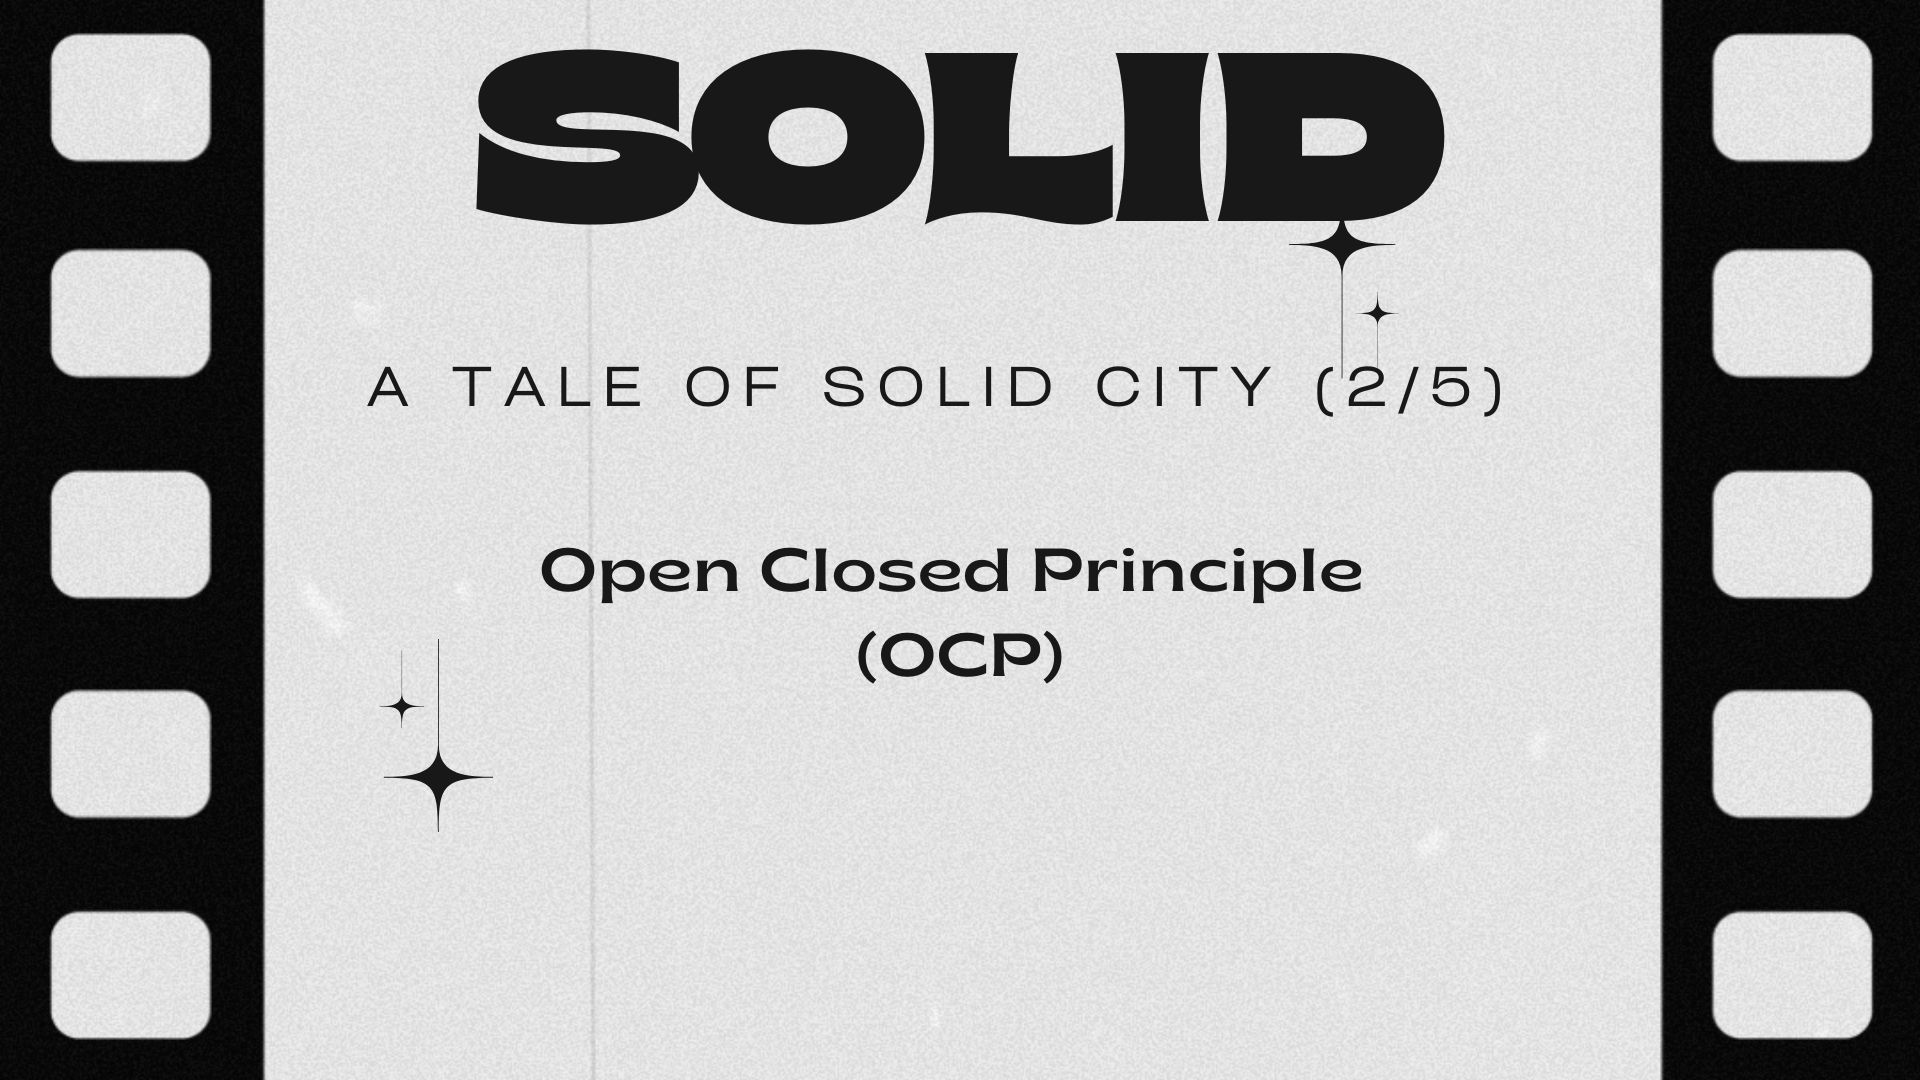 SOLID
A TALE OF SOLID CITY (2/5)
Open Closed Principle
(OCP)